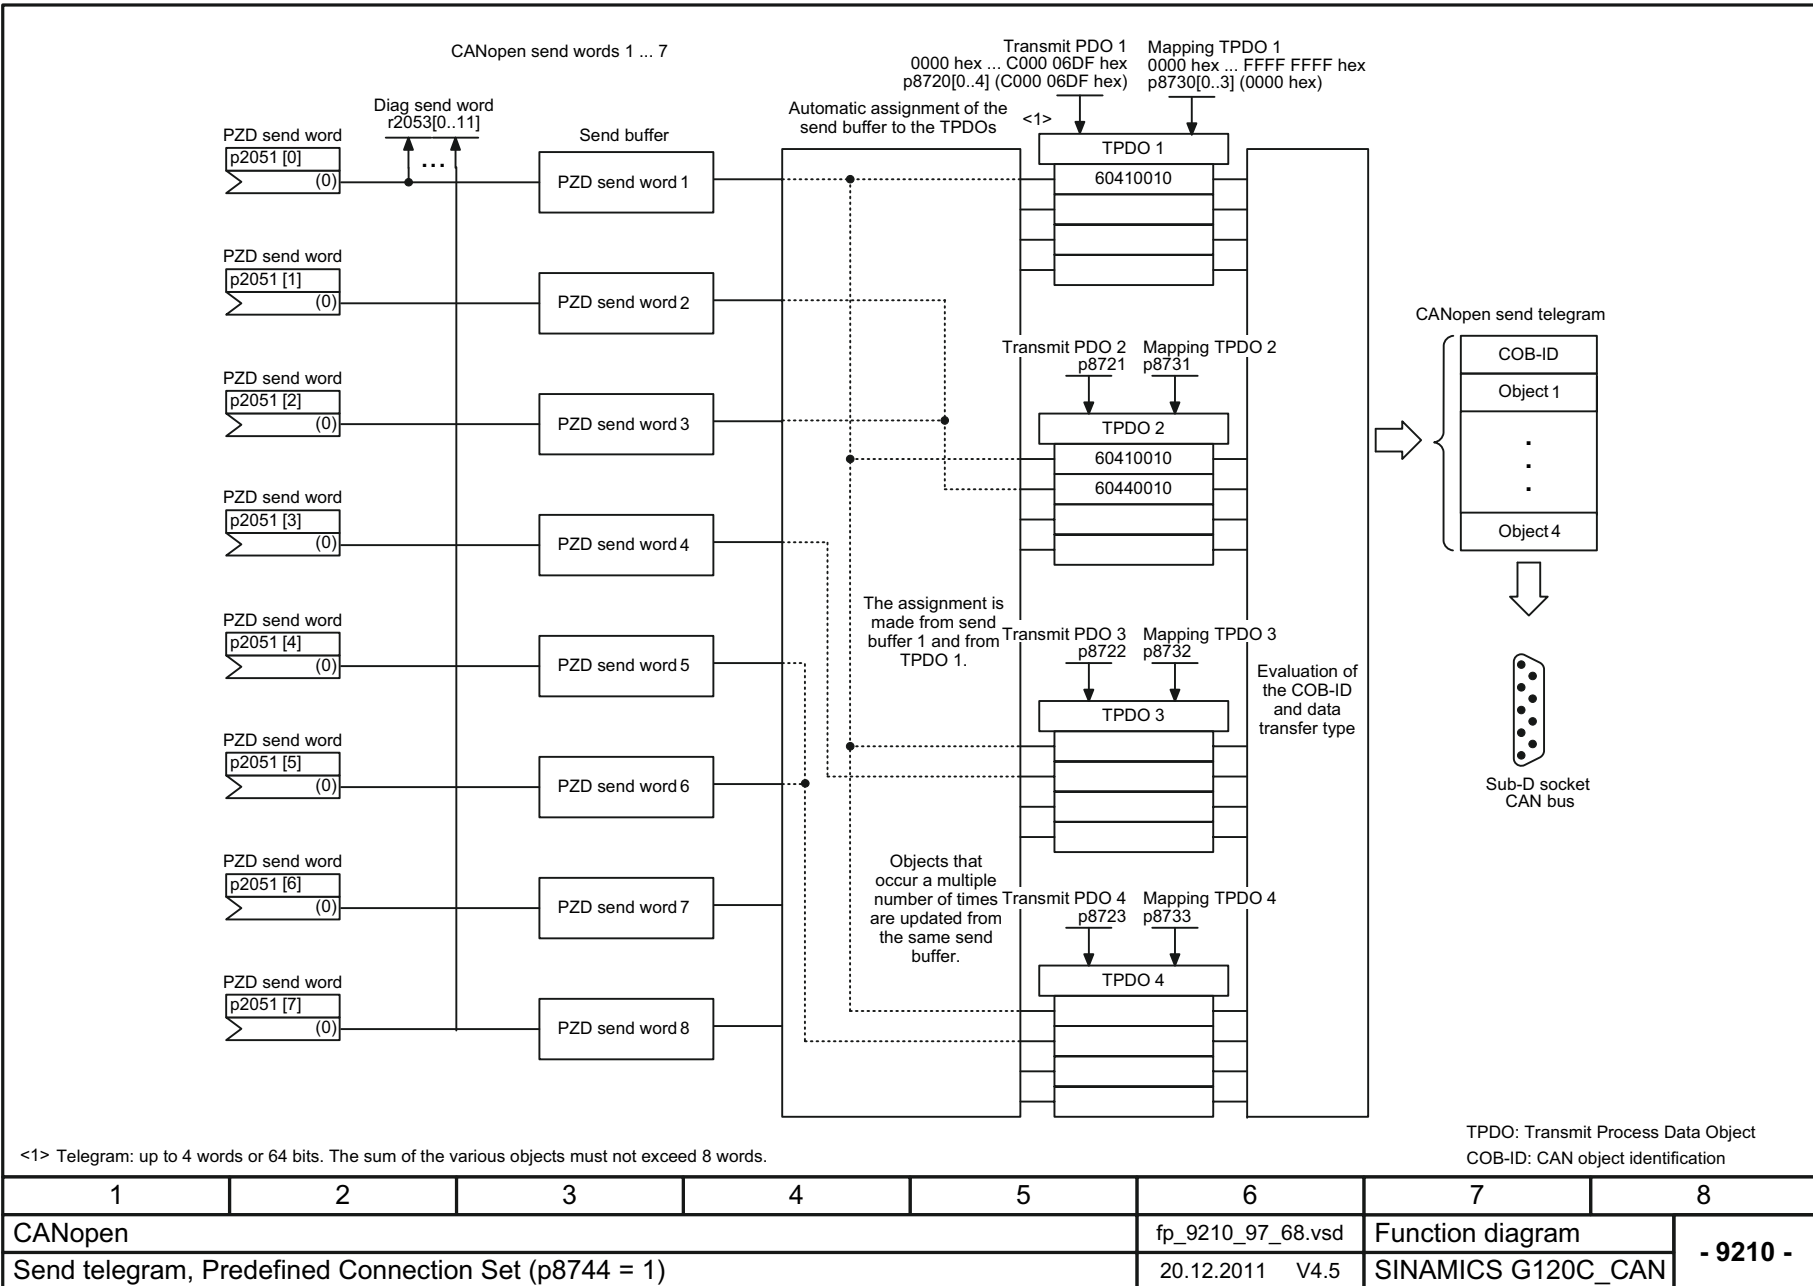 CANopen send words 1 ... 7
Transmit PDO 1
0000 hex ... C000 06DF hex
p8720[0..4] (C000 06DF hex)
Mapping TPDO 1
0000 hex ... FFFF FFFF hex
p8730[0..3] (0000 hex)
Diag send word
r2053[0..11]
...
Send buffer
Automatic assignment of the
send buffer to the TPDOs
<1>
PZD send word
p2051 [0]
(0)
PZD send word 1
TPDO 1
60410010
PZD send word
p2051 [1]
(0)
PZD send word 2
CANopen send telegram
COB-ID
Object 1
.
.
.
Object 4
Transmit PDO 2
p8721
Mapping TPDO 2
p8731
PZD send word
p2051 [2]
(0)
PZD send word 3
TPDO 2
60410010
60440010
PZD send word
p2051 [3]
(0)
PZD send word 4
The assignment is
made from send
buffer 1 and from
TPDO 1.
Transmit PDO 3
p8722
Mapping TPDO 3
p8732
PZD send word
p2051 [4]
(0)
PZD send word 5
Evaluation of
the COB-ID
and data
transfer type
TPDO 3
PZD send word
p2051 [5]
(0)
PZD send word 6
Sub-D socket
CAN bus
PZD send word
p2051 [6]
(0)
PZD send word 7
Objects that
occur a multiple
number of times
are updated from
the same send
buffer.
Transmit PDO 4
p8723
Mapping TPDO 4
p8733
TPDO 4
PZD send word
p2051 [7]
(0)
PZD send word 8
TPDO: Transmit Process Data Object
<1> Telegram: up to 4 words or 64 bits. The sum of the various objects must not exceed 8 words.
COB-ID: CAN object identification
1 2 3 4 5 6 7 8
CANopen
fp_9210_97_68.vsd
Function diagram
- 9210 -
Send telegram, Predefined Connection Set (p8744 = 1)
20.12.2011 V4.5
SINAMICS G120C_CAN